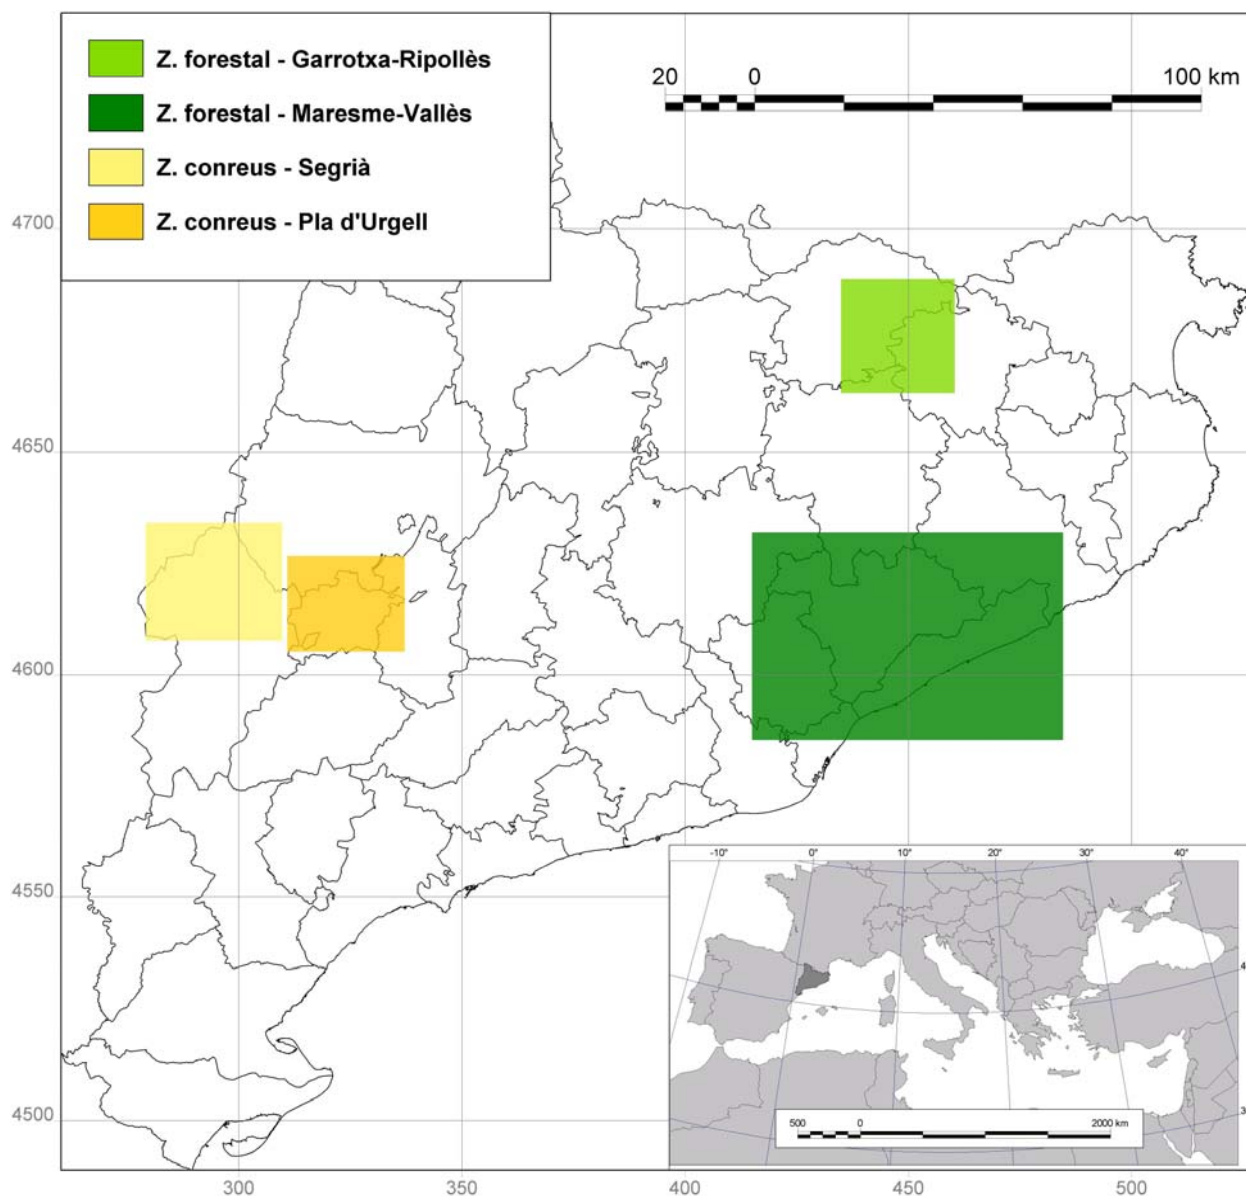 Z. forestal - Garrotxa-Ripollès
Z. forestal - Maresme-Vallès
Z. conreus - Segrià
Z. conreus - Pla d'Urgell
20 0 100 km
4700
4650
4600
4550
4500
300 350 400 450 500
-10° 0° 10° 20° 30° 40°
500 0 2000 km